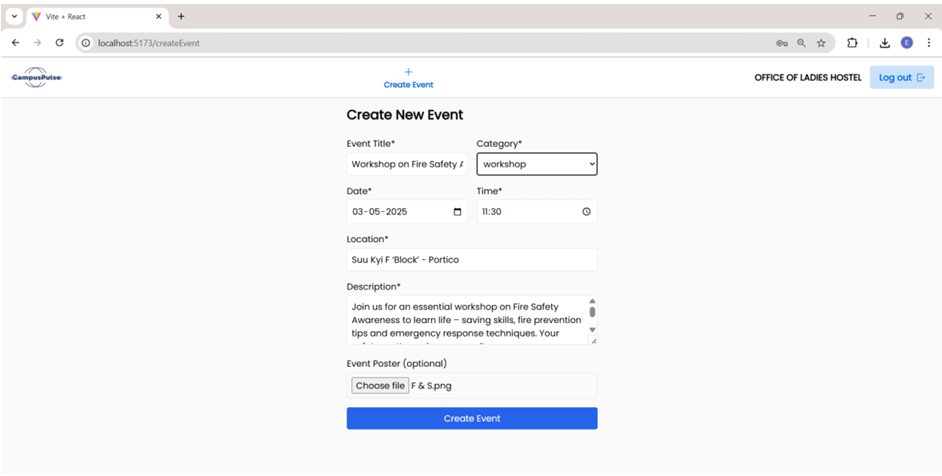 Vite + React
localhost:5173/createEvent
E
CampusPulse
Create Event
OFFICE OF LADIES HOSTEL
Log out
Create New Event
Event Title*
Category*
Workshop on Fire Safety A
workshop
Date*
Time*
03-05-2025
11:30
Location*
Suu Kyi F ‘Block’ - Portico
Description*
Join us for an essential workshop on Fire Safety
Awareness to learn life – saving skills, fire prevention
tips and emergency response techniques. Your
Event Poster (optional)
Choose file F & S.png
Create Event